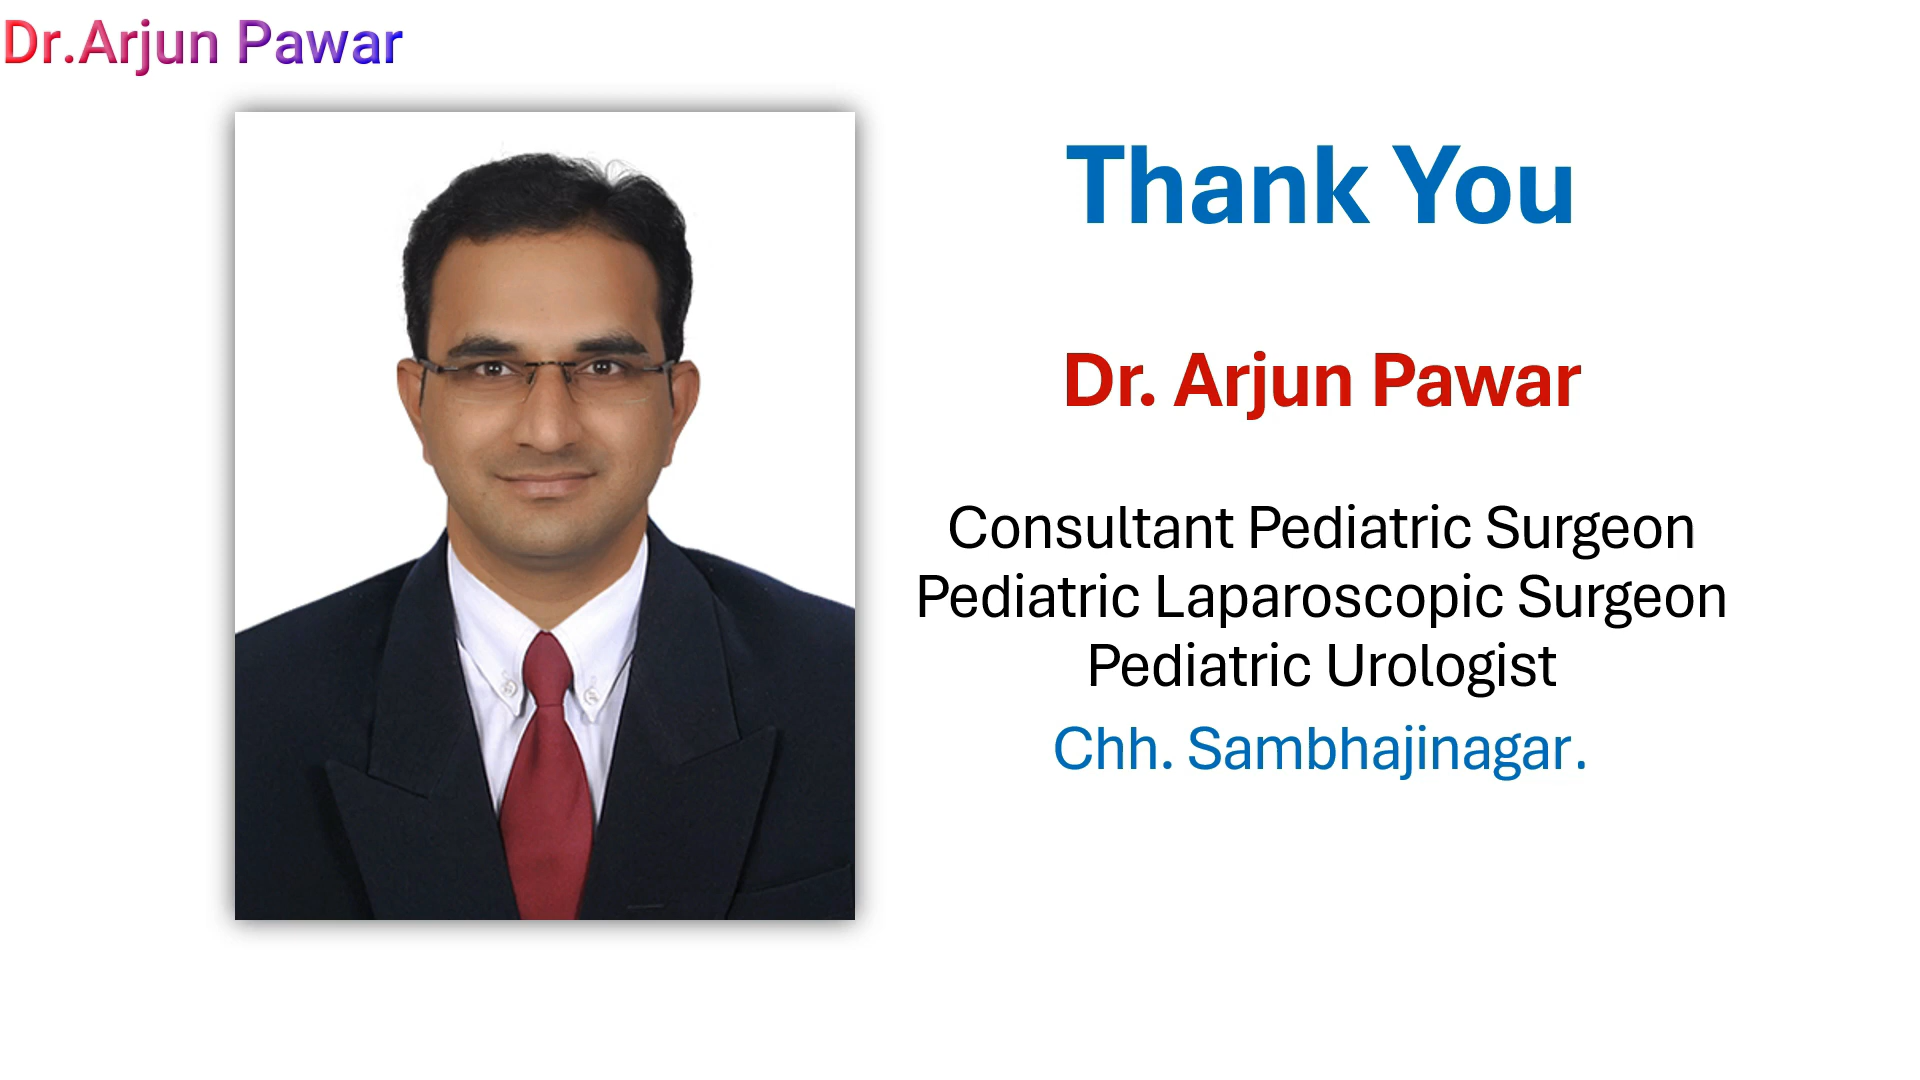 Dr.Arjun Pawar
Thank You
Dr. Arjun Pawar
Consultant Pediatric Surgeon
Pediatric Laparoscopic Surgeon
Pediatric Urologist
Chh. Sambhajinagar.